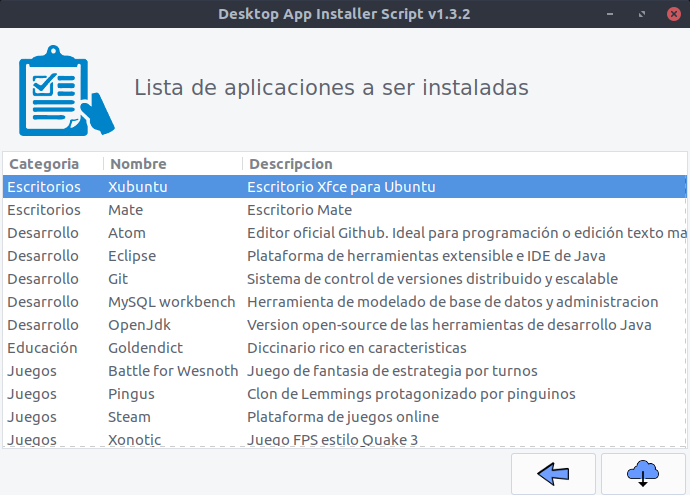 Desktop App Installer Script v1.3.2
Lista de aplicaciones a ser instaladas
Categoria Nombre Descripcion
Escritorios Xubuntu Escritorio Xfce para Ubuntu
Escritorios Mate Escritorio Mate
Desarrollo Atom Editor oficial Github. Ideal para programación o edición texto ma
Desarrollo Eclipse Plataforma de herramientas extensible e IDE de Java
Desarrollo Git Sistema de control de versiones distribuido y escalable
Desarrollo MySQL workbench Herramienta de modelado de base de datos y administracion
Desarrollo OpenJdk Version open-source de las herramientas de desarrollo Java
Educación Goldendict Diccinario rico en caracteristicas
Juegos Battle for Wesnoth Juego de fantasia de estrategia por turnos
Juegos Pingus Clon de Lemmings protagonizado por pinguinos
Juegos Steam Plataforma de juegos online
Juegos Xonotic Juego FPS estilo Quake 3